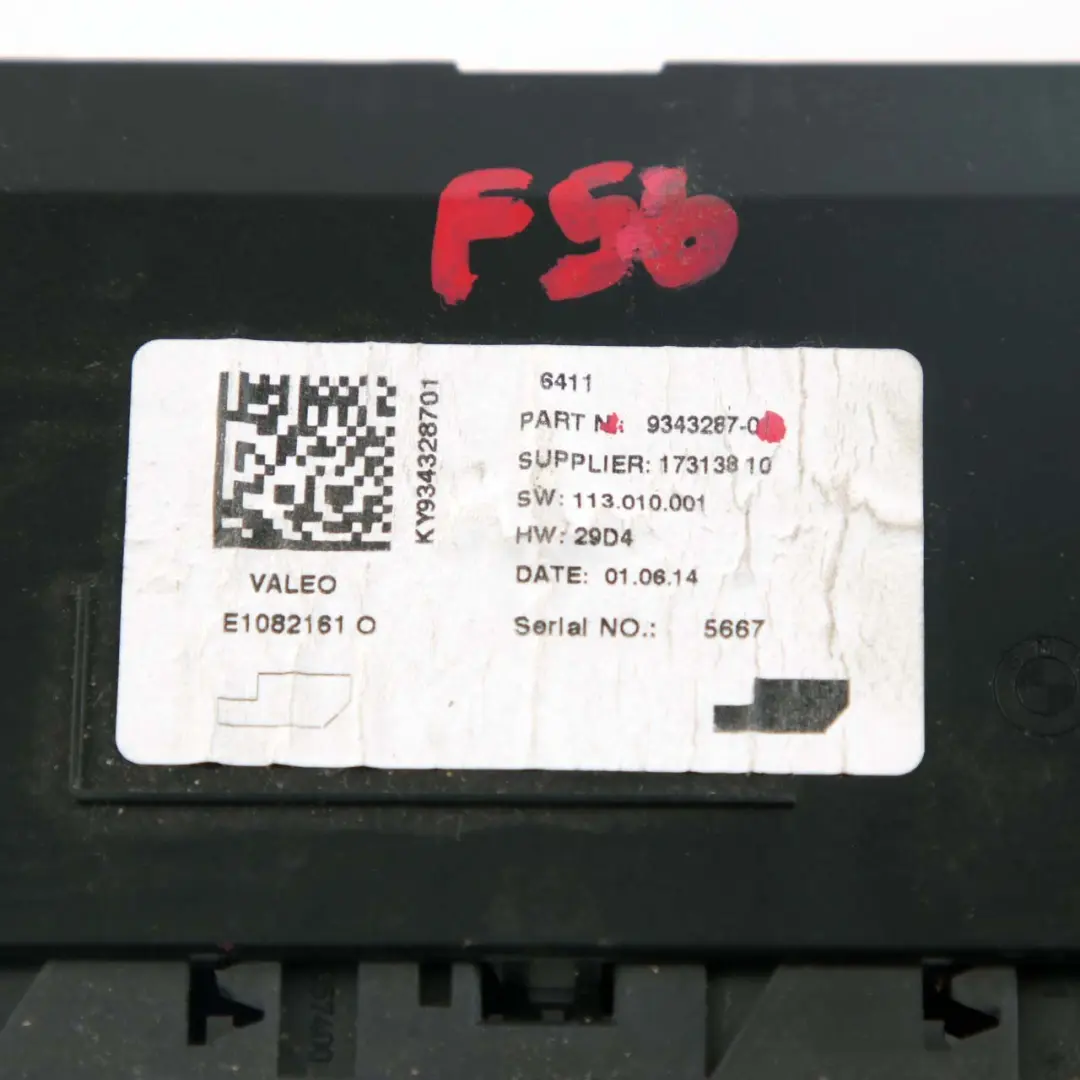 F56
KY934328701
VALEO
E1082161 O
6411
PART N 9343287-0
SUPPLIER: 17313810
SW: 113.010.001
HW: 29D4
DATE: 01.06.14
Serial NO.: 5667